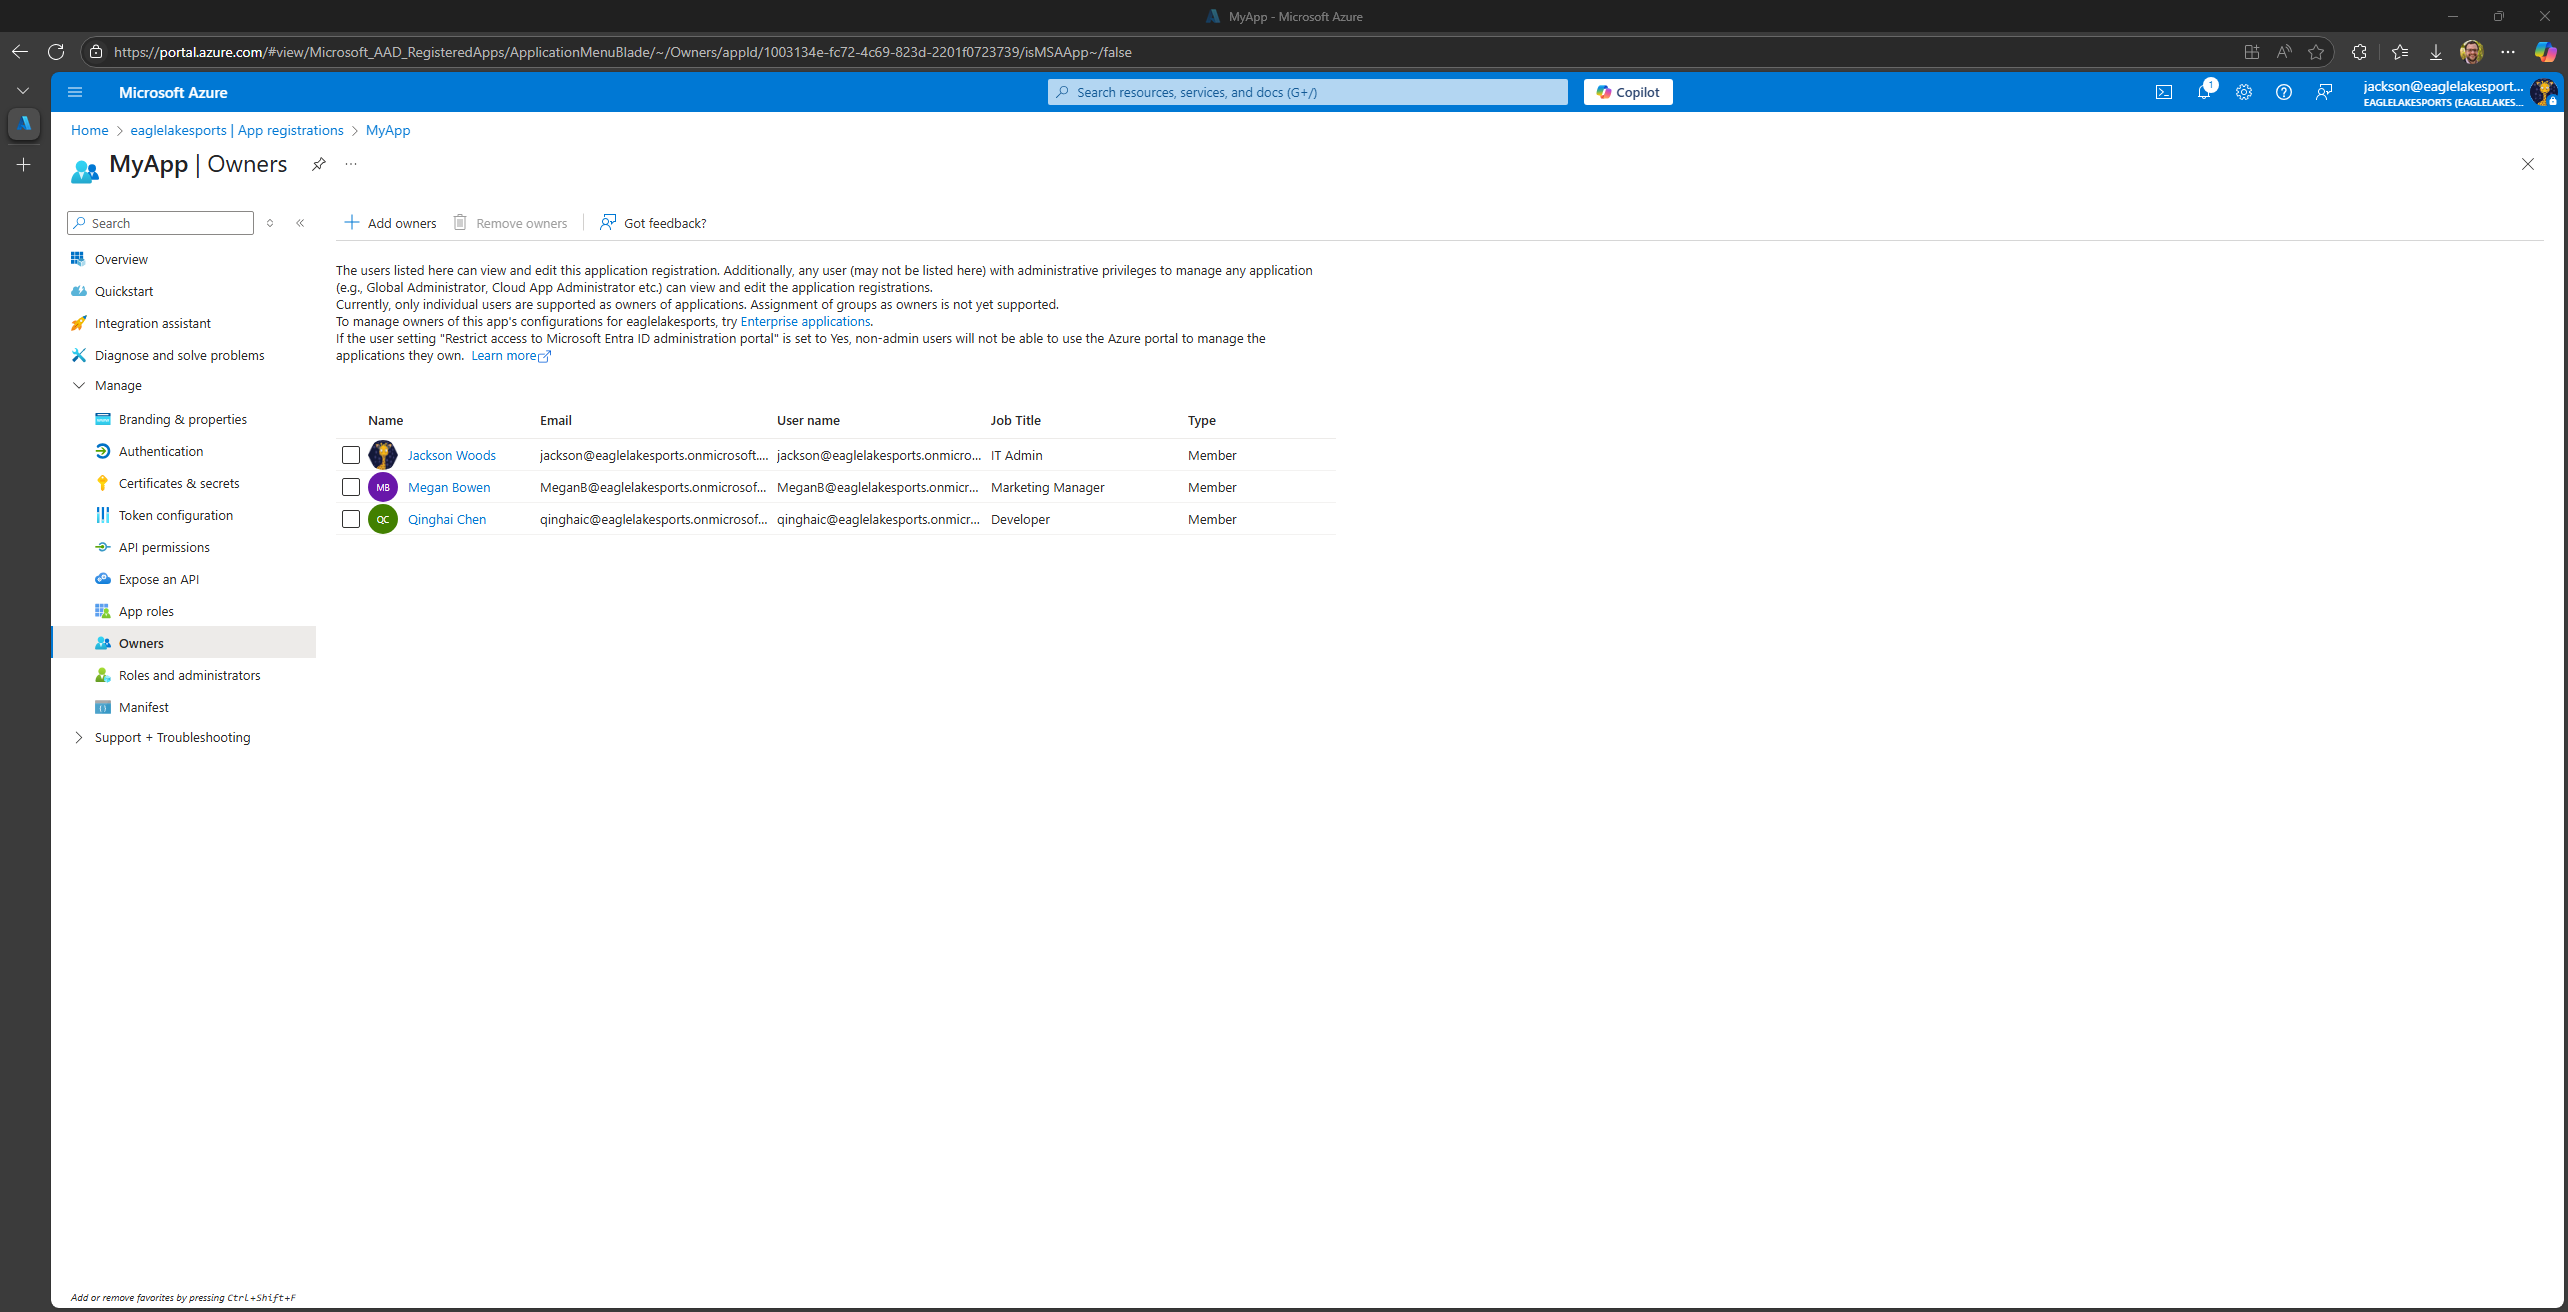 MyApp - Microsoft Azure
https://portal.azure.com/#view/Microsoft_AAD_RegisteredApps/ApplicationMenuBlade/~/Owners/appId/1003134e-fc72-4c69-823d-2201f0723739/isMSAApp~/false
Microsoft Azure
Search resources, services, and docs (G+/)
Copilot
1
jackson@eaglelakesport...
EAGLELAKESPORTS (EAGLELAKES...
Home > eaglelakesports | App registrations > MyApp
MyApp | Owners
Search
Add owners
Remove owners
Got feedback?
Overview
Quickstart
Integration assistant
Diagnose and solve problems
Manage
Branding & properties
Authentication
Certificates & secrets
Token configuration
API permissions
Expose an API
App roles
Owners
Roles and administrators
Manifest
Support + Troubleshooting
The users listed here can view and edit this application registration. Additionally, any user (may not be listed here) with administrative privileges to manage any application
(e.g., Global Administrator, Cloud App Administrator etc.) can view and edit the application registrations.
Currently, only individual users are supported as owners of applications. Assignment of groups as owners is not yet supported.
To manage owners of this app's configurations for eaglelakesports, try Enterprise applications.
If the user setting "Restrict access to Microsoft Entra ID administration portal" is set to Yes, non-admin users will not be able to use the Azure portal to manage the
applications they own. Learn more
Name Email User name Job Title Type
Jackson Woods jackson@eaglelakesports.onmicrosoft.... jackson@eaglelakesports.onmicro... IT Admin Member
MB Megan Bowen MeganB@eaglelakesports.onmicrosof... MeganB@eaglelakesports.onmicr... Marketing Manager Member
QC Qinghai Chen qinghaic@eaglelakesports.onmicrosof... qinghaic@eaglelakesports.onmicr... Developer Member
Add or remove favorites by pressing Ctrl+Shift+F